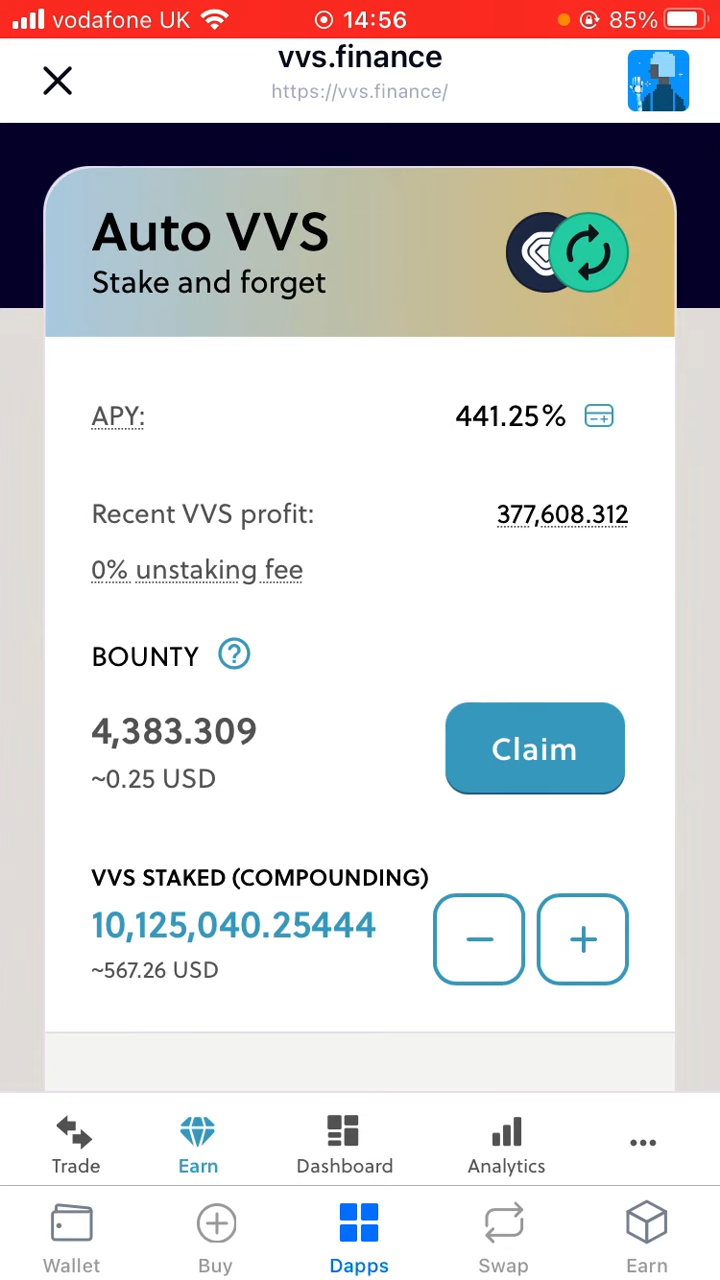 vodafone UK 14:56 85%
vvs.finance
https://vvs.finance/
Auto VVS
Stake and forget
APY: 441.25%
Recent VVS profit: 377,608.312
0% unstaking fee
BOUNTY ?
4,383.309
~0.25 USD
Claim
VVS STAKED (COMPOUNDING)
10,125,040.25444
~567.26 USD
− +
Trade Earn Dashboard Analytics ...
Wallet Buy Dapps Swap Earn